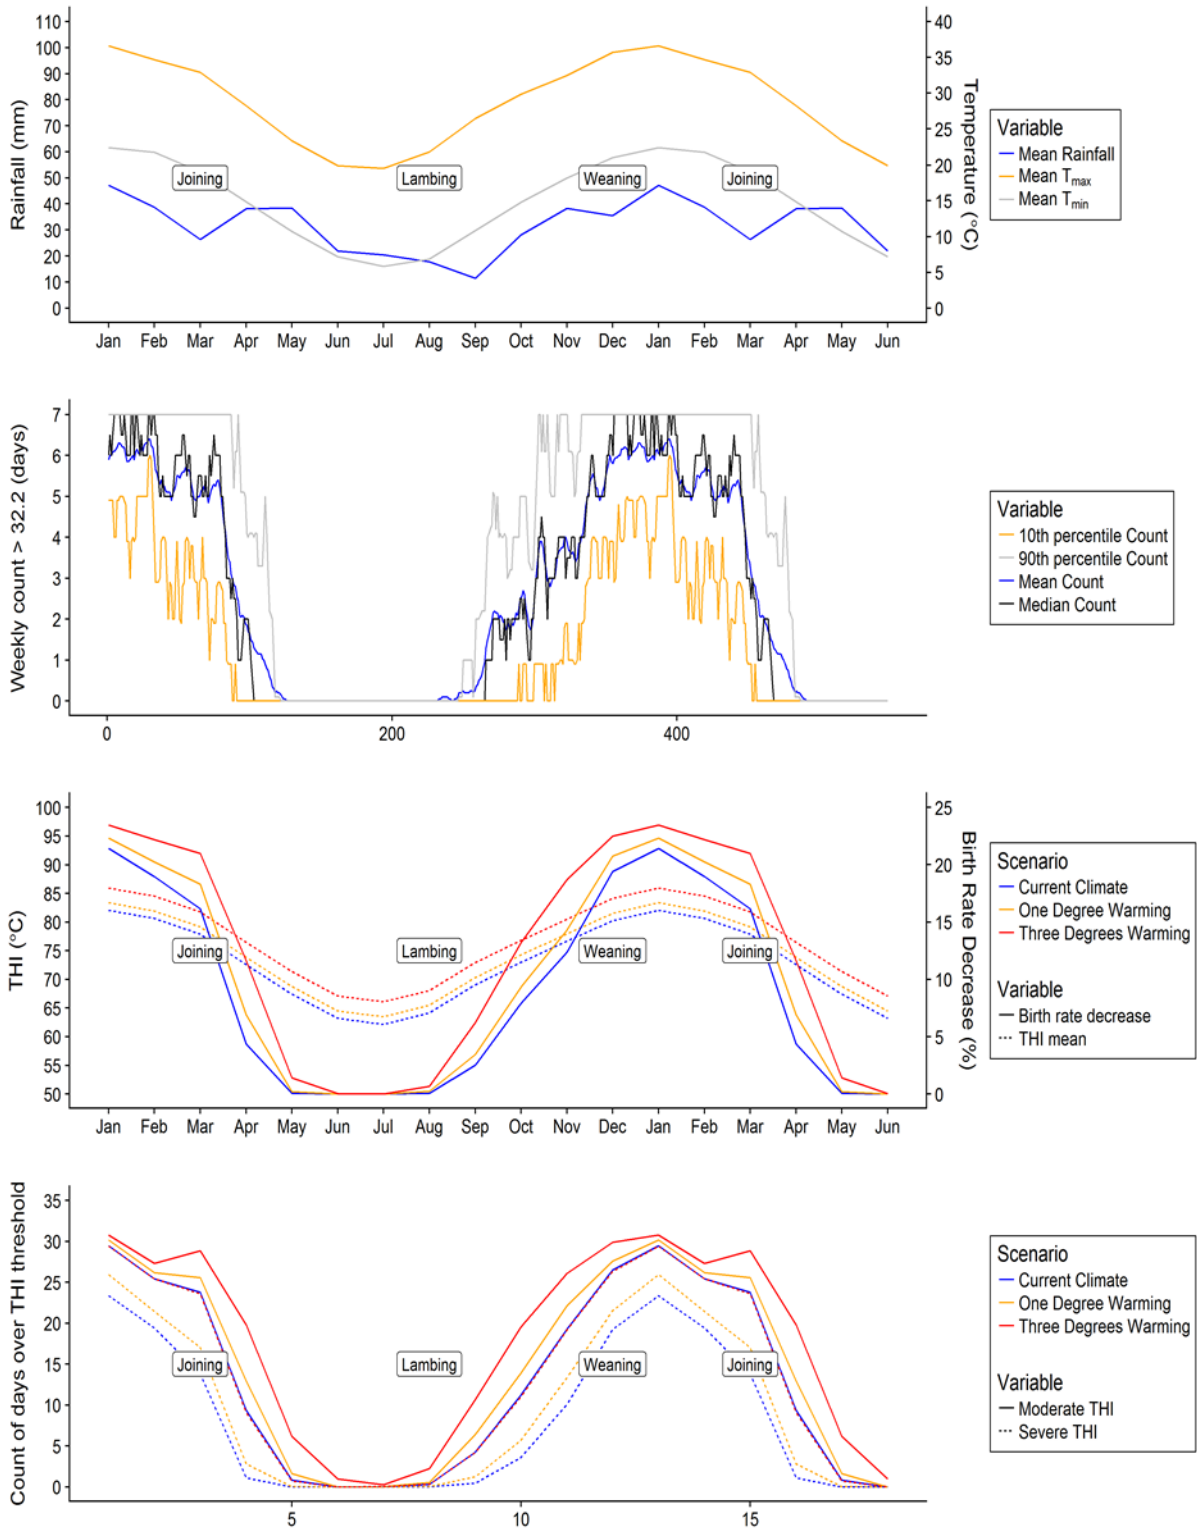 Rainfall (mm)
110
100
90
80
70
60
50
40
30
20
10
0
Joining
Lambing
Weaning
Joining
40
35
30
25
20
15
10
5
0
Temperature (°C)
Jan Feb Mar Apr May Jun Jul Aug Sep Oct Nov Dec Jan Feb Mar Apr May Jun
Variable
Mean Rainfall
Mean Tmax
Mean Tmin
Weekly count > 32.2 (days)
7
6
5
4
3
2
1
0
0 200 400
Variable
10th percentile Count
90th percentile Count
Mean Count
Median Count
THI (°C)
100
95
90
85
80
75
70
65
60
55
50
Joining
Lambing
Weaning
Joining
25
20
15
10
5
0
Birth Rate Decrease (%)
Jan Feb Mar Apr May Jun Jul Aug Sep Oct Nov Dec Jan Feb Mar Apr May Jun
Scenario
Current Climate
One Degree Warming
Three Degrees Warming
Variable
Birth rate decrease
THI mean
Count of days over THI threshold
35
30
25
20
15
10
5
0
Joining
Lambing
Weaning
Joining
5 10 15
Scenario
Current Climate
One Degree Warming
Three Degrees Warming
Variable
Moderate THI
Severe THI